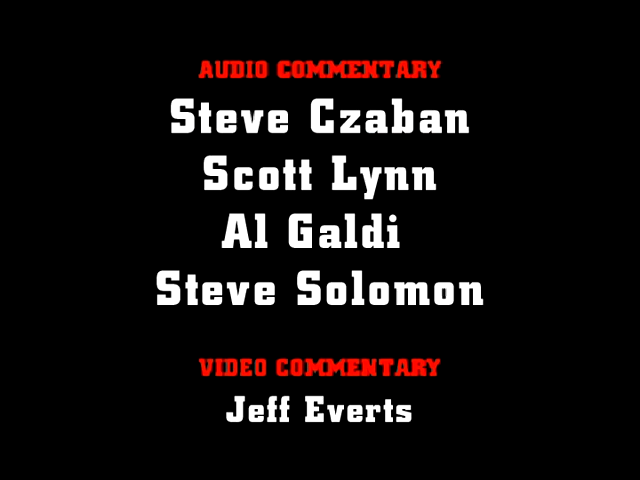 AUDIO COMMENTARY
Steve Czaban
Scott Lynn
Al Galdi
Steve Solomon
VIDEO COMMENTARY
Jeff Everts